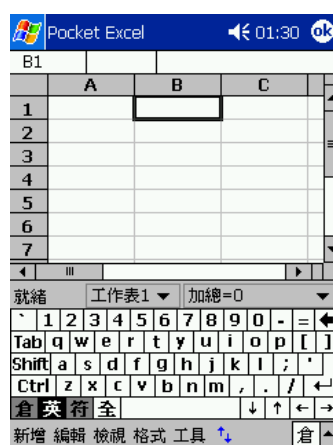 Pocket Excel 01:30 ok
B1
A B C
1
2
3
4
5
6
7
就緒 工作表1 加總=0
` 1 2 3 4 5 6 7 8 9 0 - =
Tab q w e r t y u i o p [ ]
Shift a s d f g h j k l ; '
Ctrl z x c v b n m , . /
倉 英 符 全 ↓ ↑ ← →
新增 編輯 檢視 格式 工具 倉